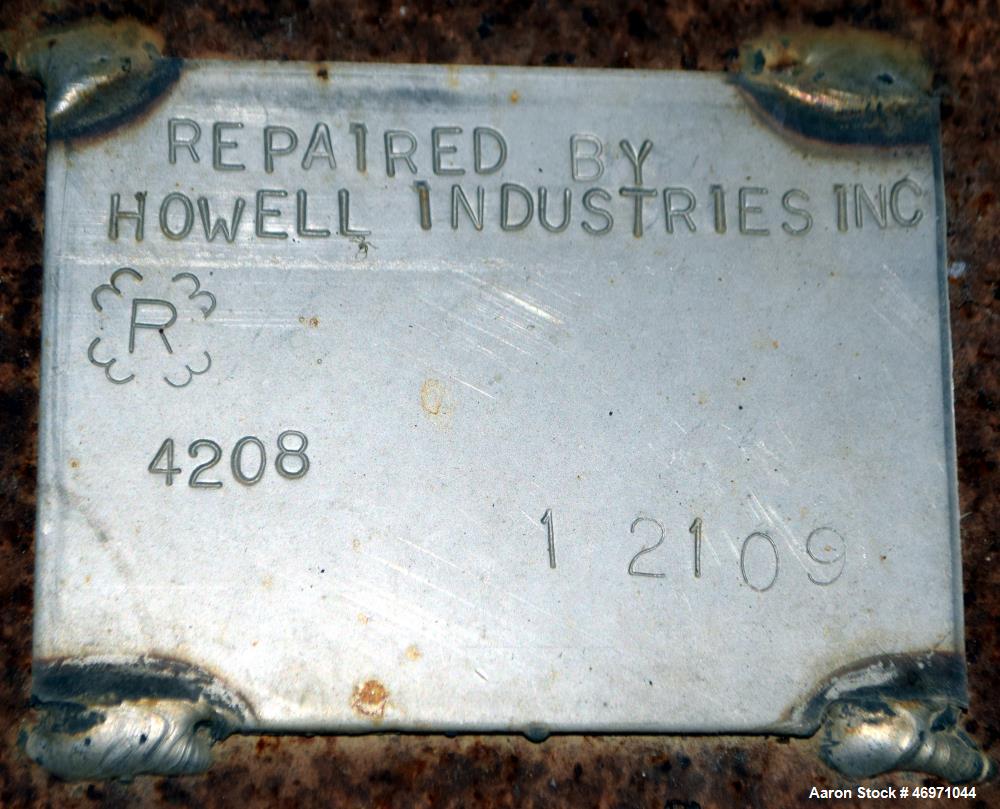 REPAIRED BY
HOWELL INDUSTRIES INC
R
4208
1 2109
Aaron Stock # 46971044